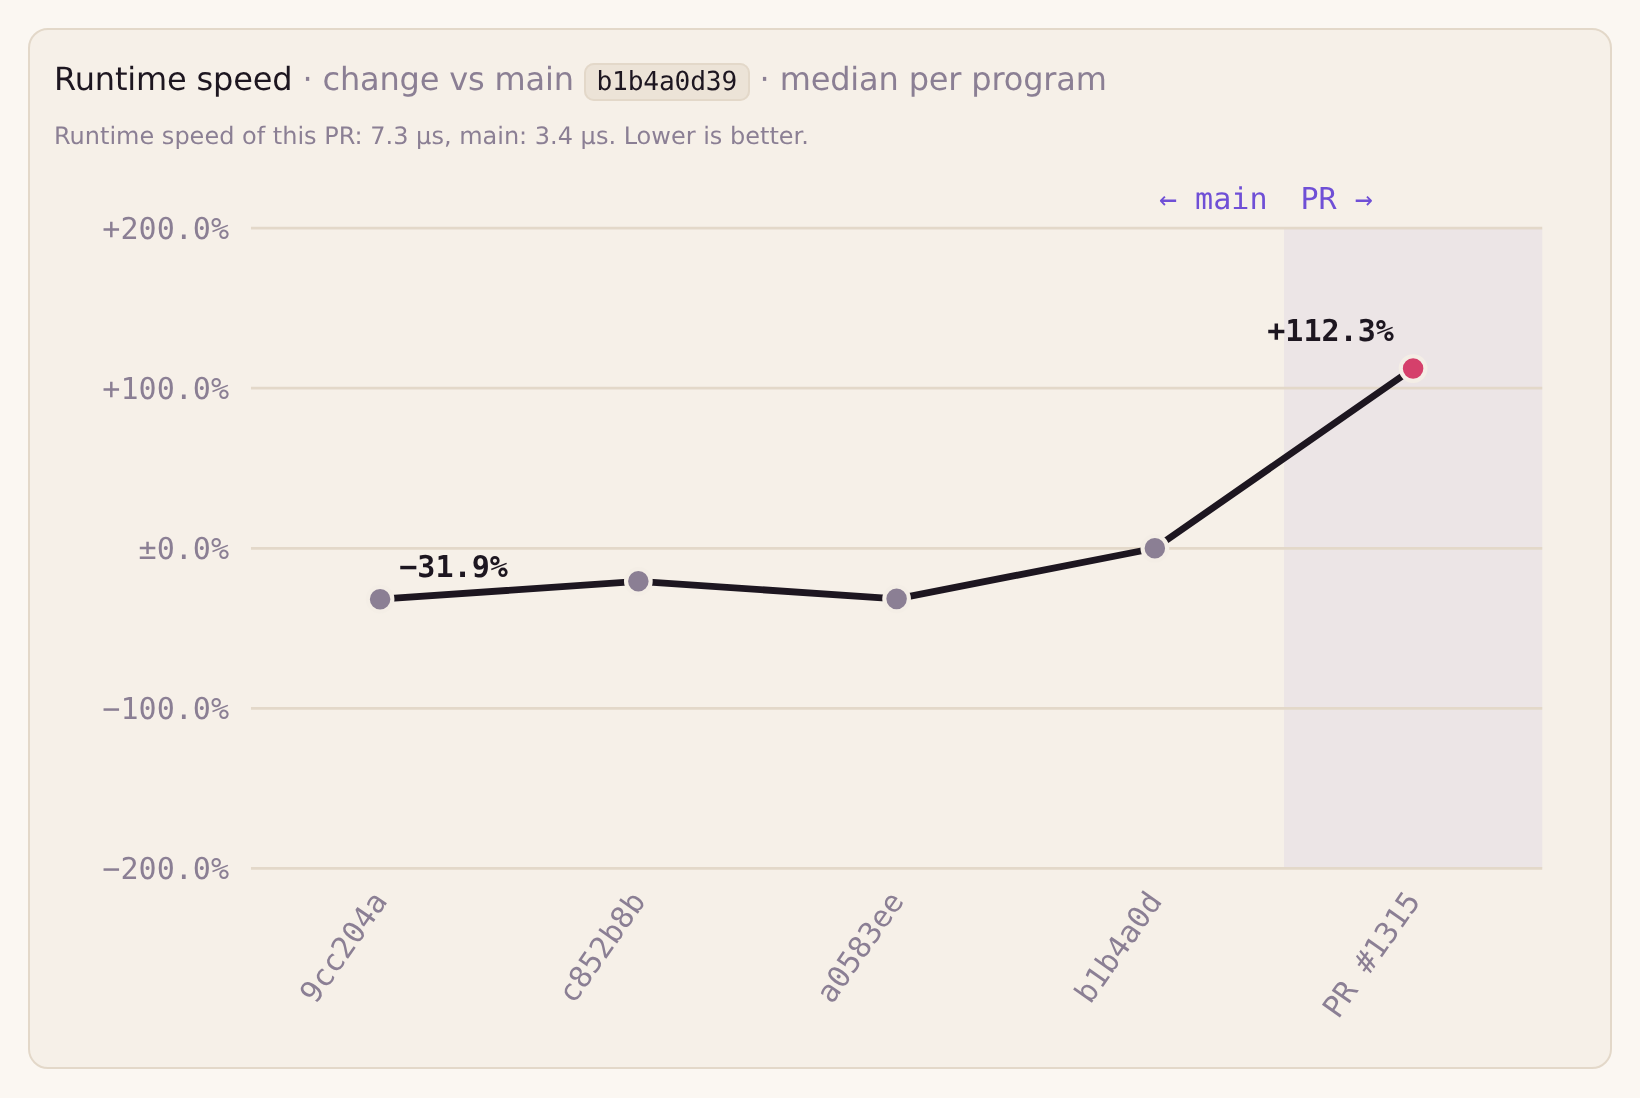 Runtime speed · change vs main b1b4a0d39 · median per program
Runtime speed of this PR: 7.3 µs, main: 3.4 µs. Lower is better.
← main PR →
+200.0%
+112.3%
+100.0%
±0.0%
−31.9%
−100.0%
−200.0%
9cc204a
c852b8b
a0583ee
b1b4a0d
PR #1315